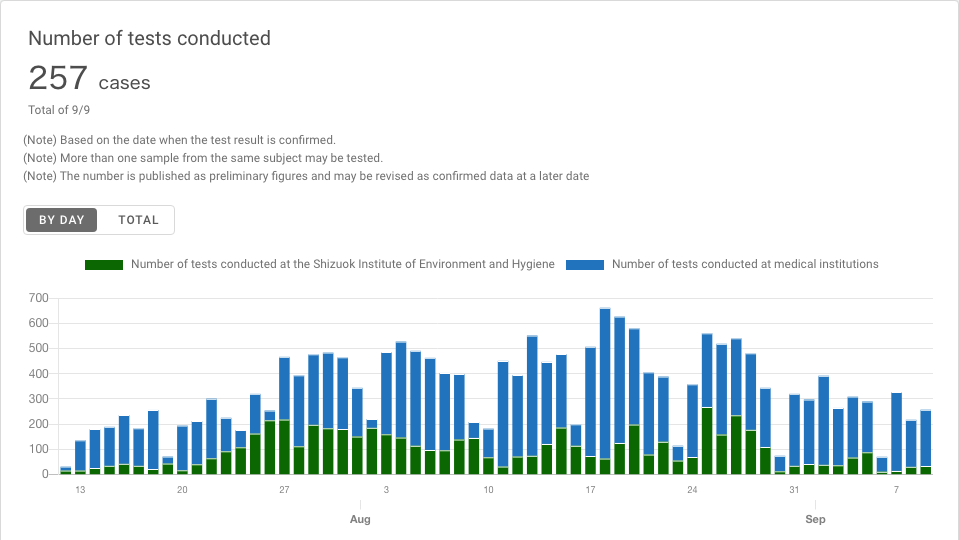 Number of tests conducted
257 cases
Total of 9/9
(Note) Based on the date when the test result is confirmed.
(Note) More than one sample from the same subject may be tested.
(Note) The number is published as preliminary figures and may be revised as confirmed data at a later date
BY DAY TOTAL
Number of tests conducted at the Shizuok Institute of Environment and Hygiene Number of tests conducted at medical institutions
700
600
500
400
300
200
100
0
13 20 27 3 10 17 24 31 7
Aug Sep